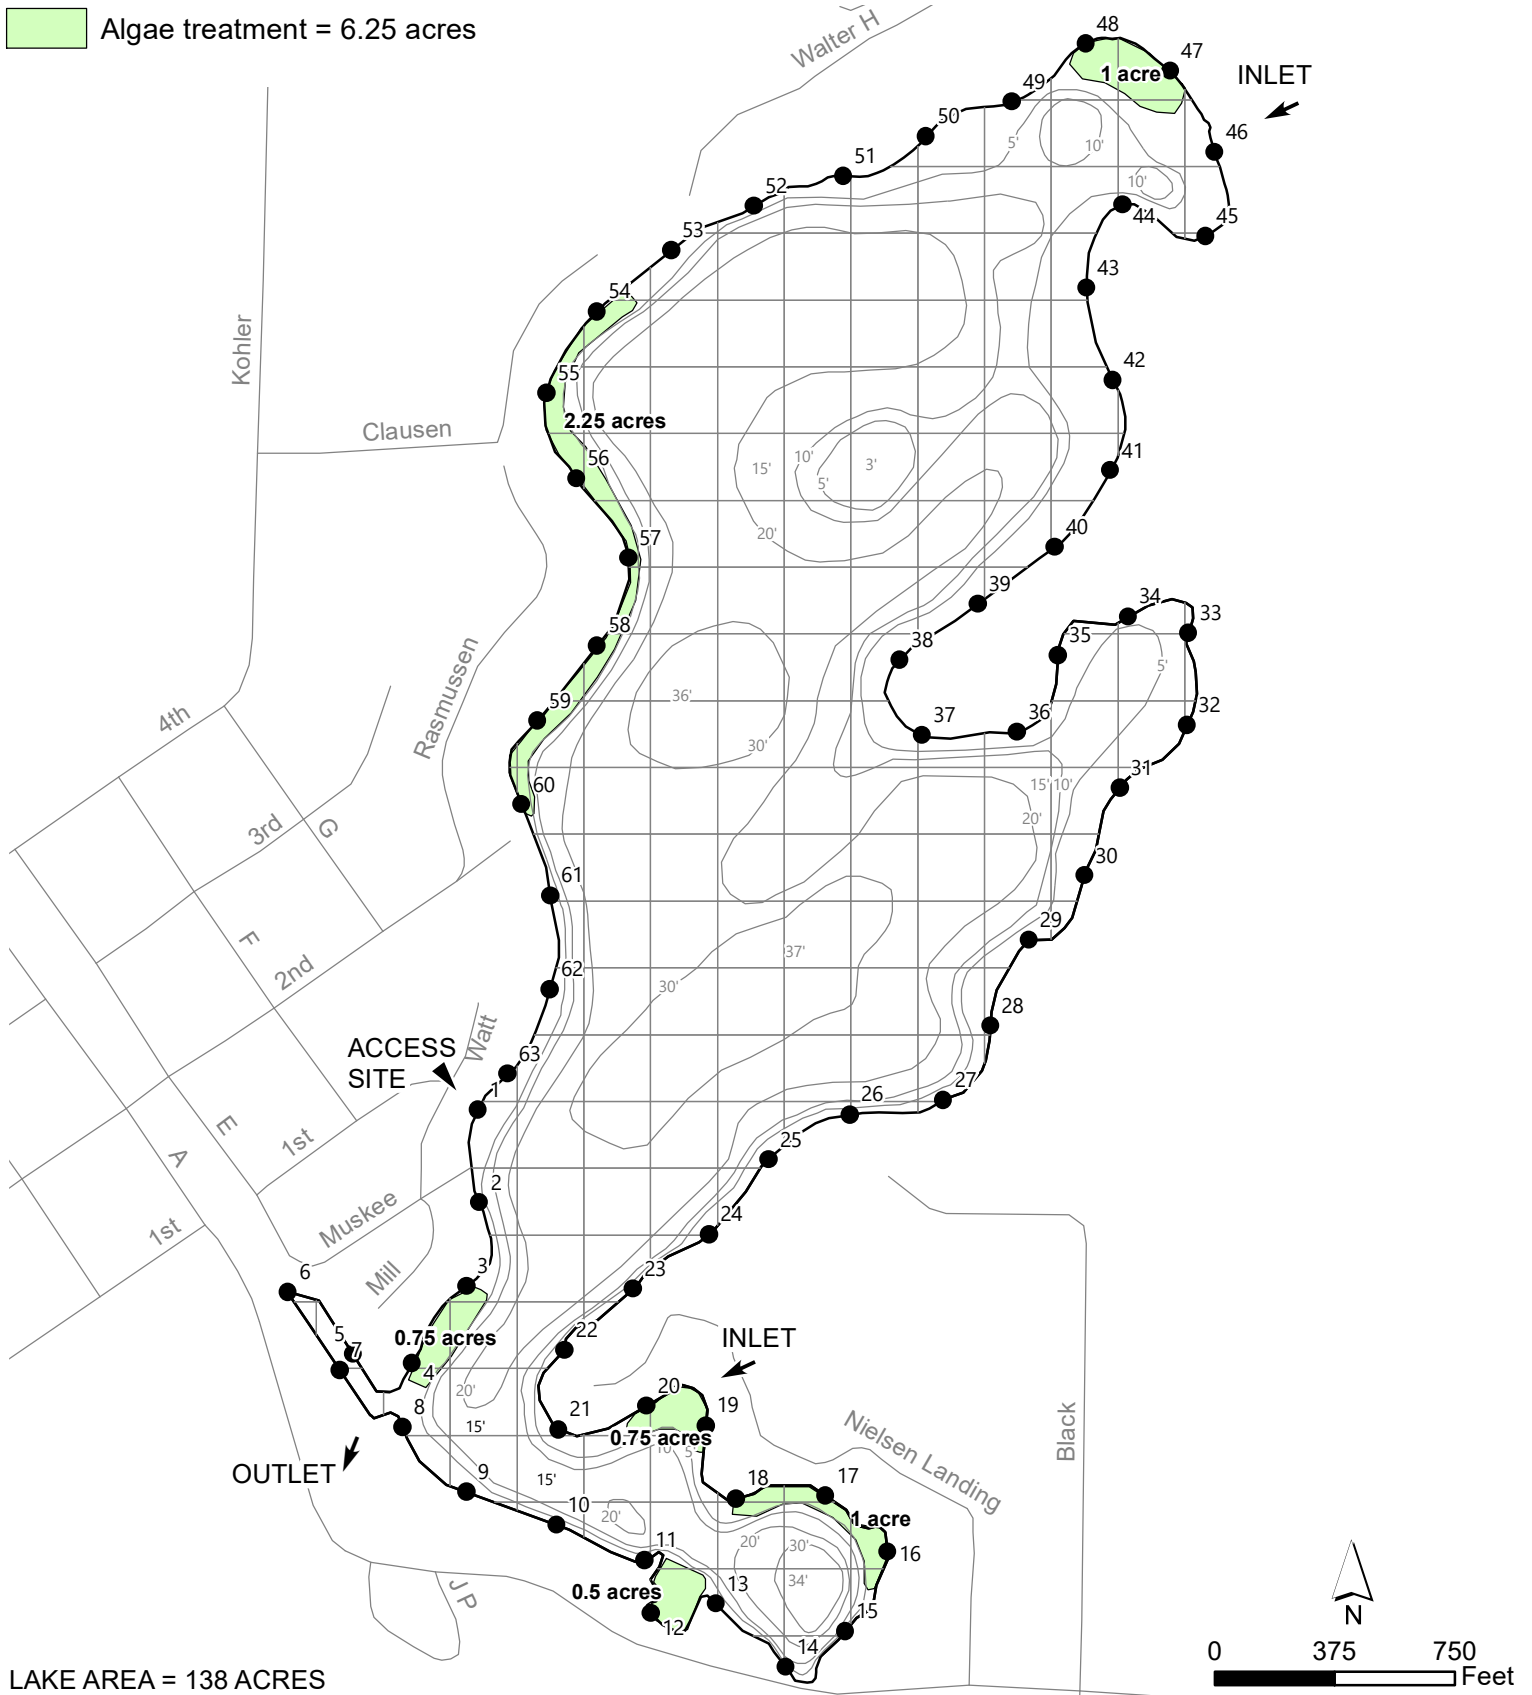 Algae treatment = 6.25 acres
Walter H
48
1 acre
47
INLET
49
50
46
5'
10'
51
10'
52
44
45
53
43
54
Kohler
55
42
2.25 acres
Clausen
41
56
10'
15'
3'
5'
57
20'
40
39
34
33
58
38
35
5'
Rasmussen
36'
59
37
36
32
4th
30'
31
60
15'
10'
20'
3rd
G
30
61
29
F
2nd
37'
62
30'
28
Watt
ACCESS
SITE
63
1
27
26
E
1st
25
A
2
Muskee
24
1st
6
Mill
3
23
5
7
0.75 acres
22
INLET
4
20'
20
19
8
21
15'
0.75 acres
10'
5'
Nielsen Landing
Black
OUTLET
9
15'
18
17
10
20'
1 acre
11
20'
30'
16
0.5 acres
34'
J P
13
12
15
14
N
0 375 750
Feet
LAKE AREA = 138 ACRES